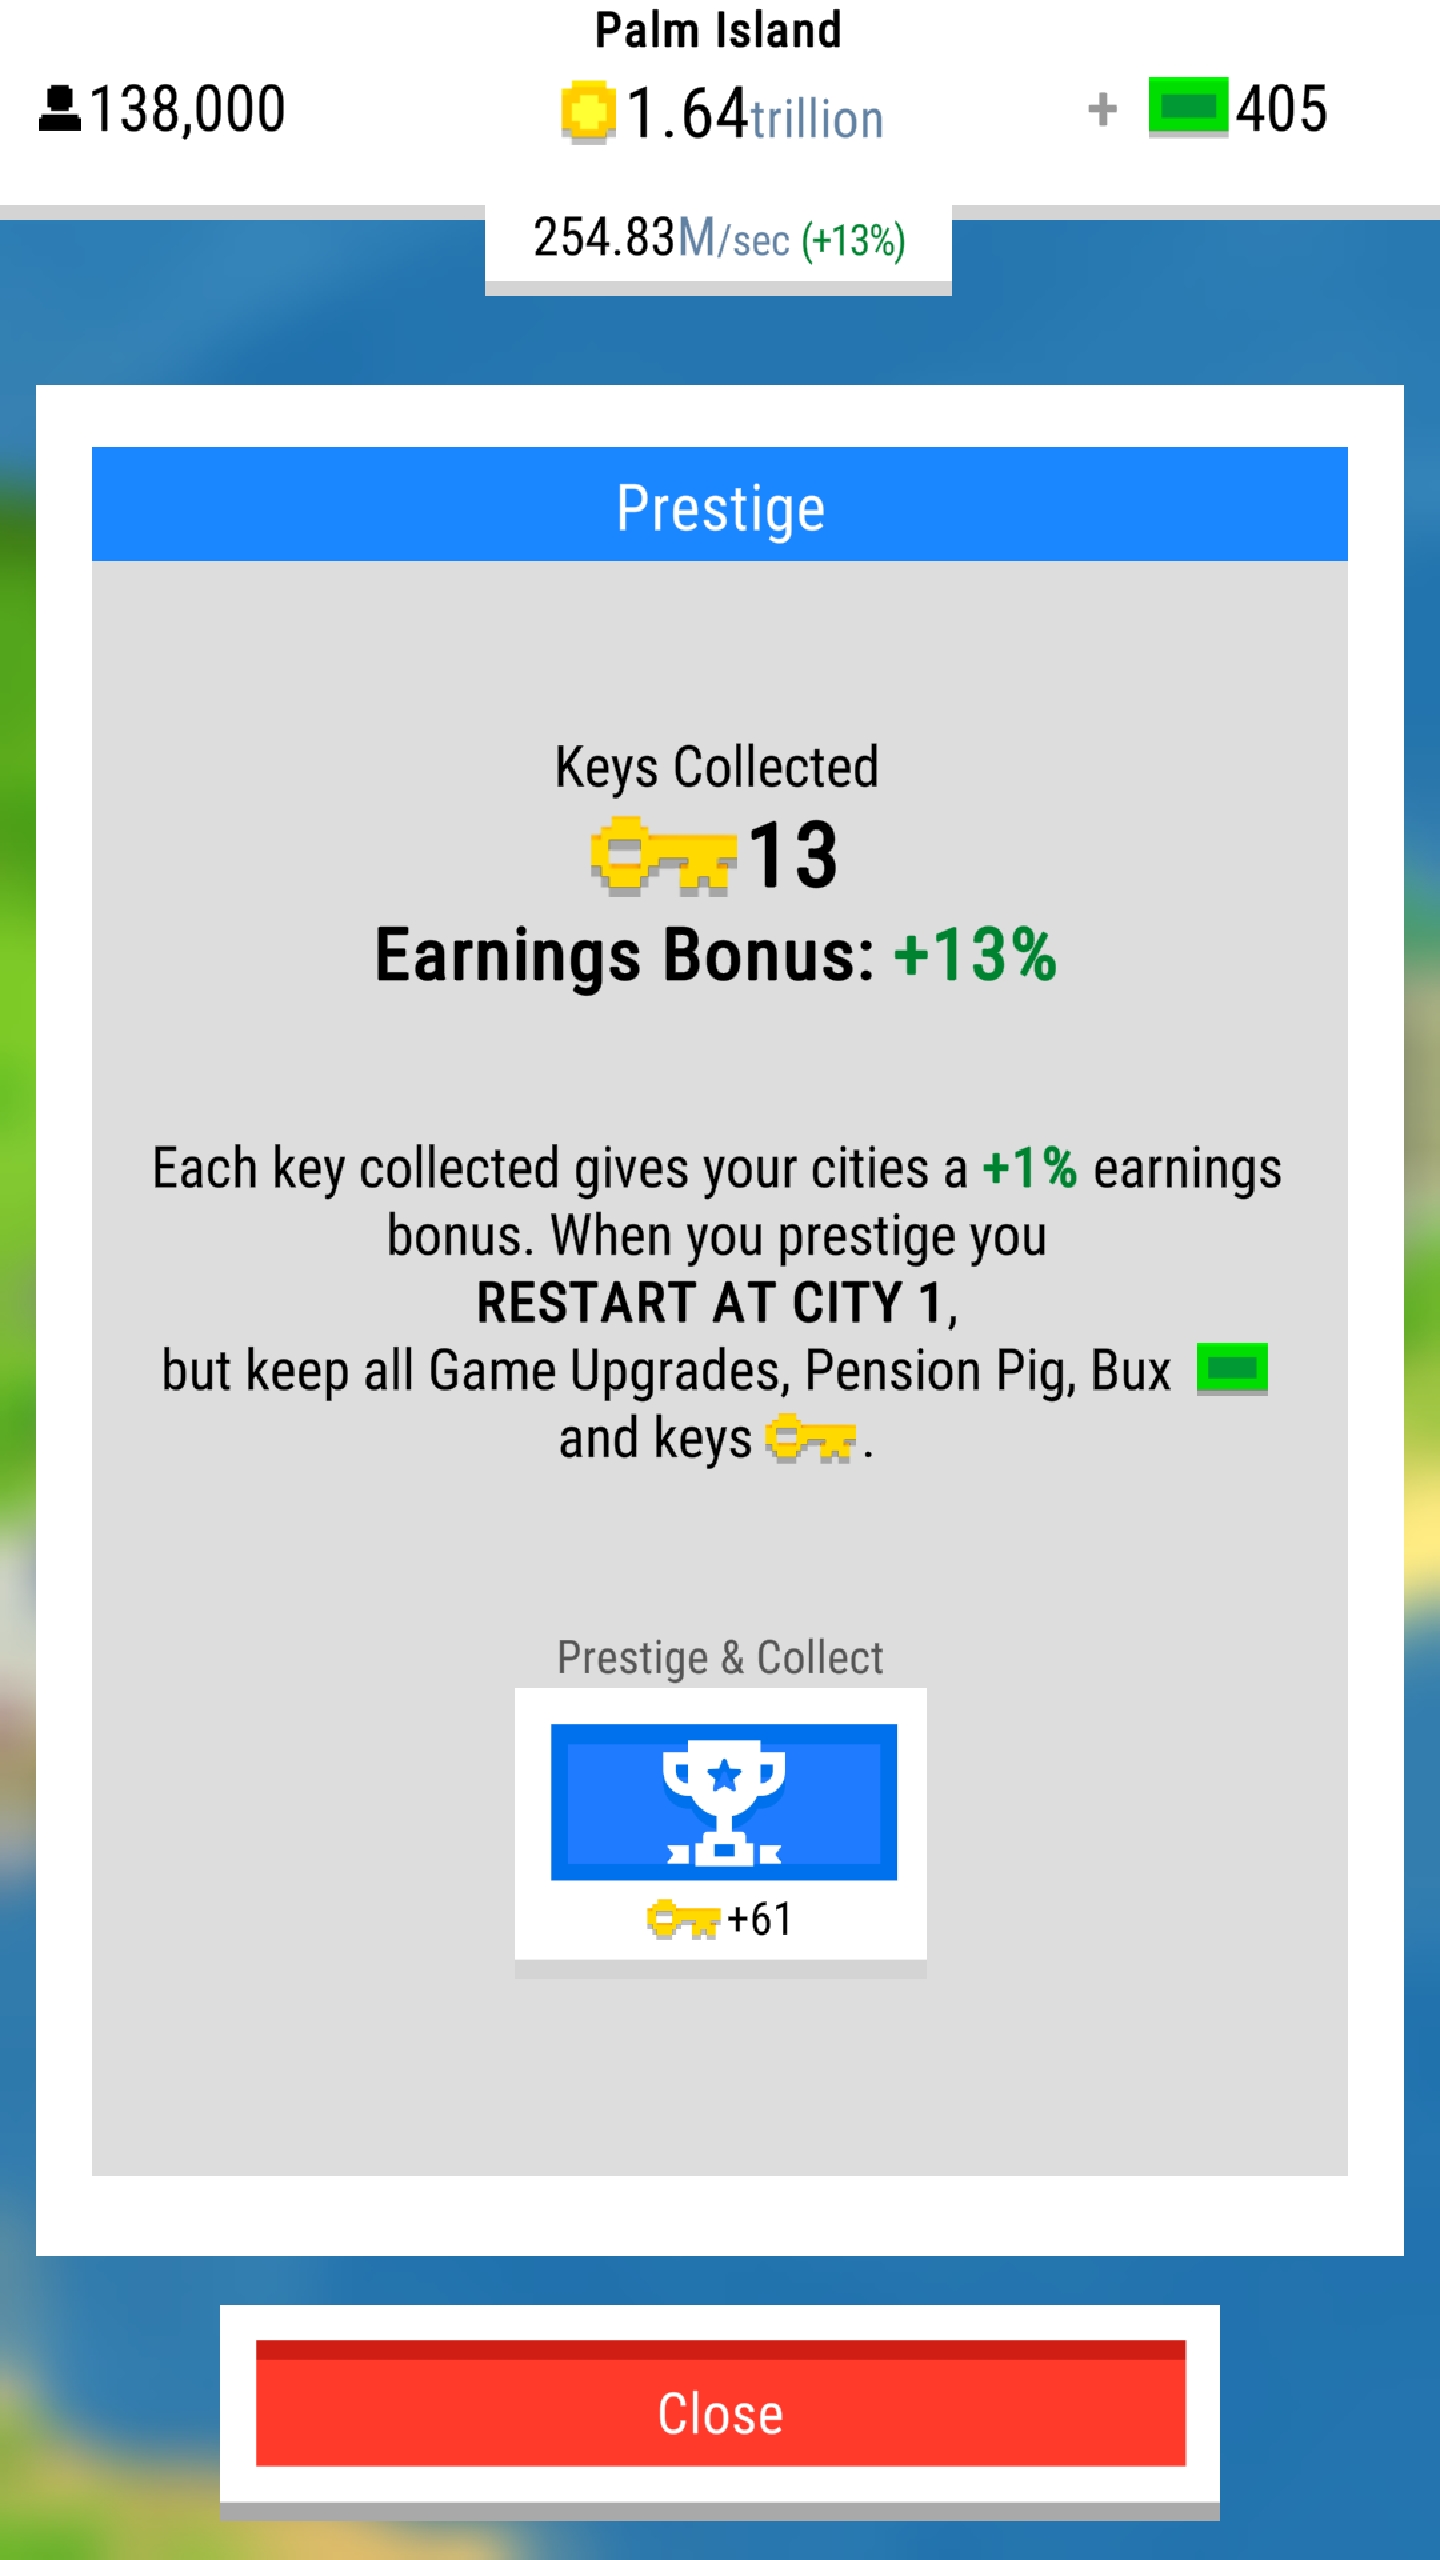 Palm Island
138,000
1.64trillion
+ 405
254.83M/sec (+13%)
Prestige
Keys Collected
13
Earnings Bonus: +13%
Each key collected gives your cities a +1% earnings
bonus. When you prestige you
RESTART AT CITY 1,
but keep all Game Upgrades, Pension Pig, Bux
and keys .
Prestige & Collect
+61
Close